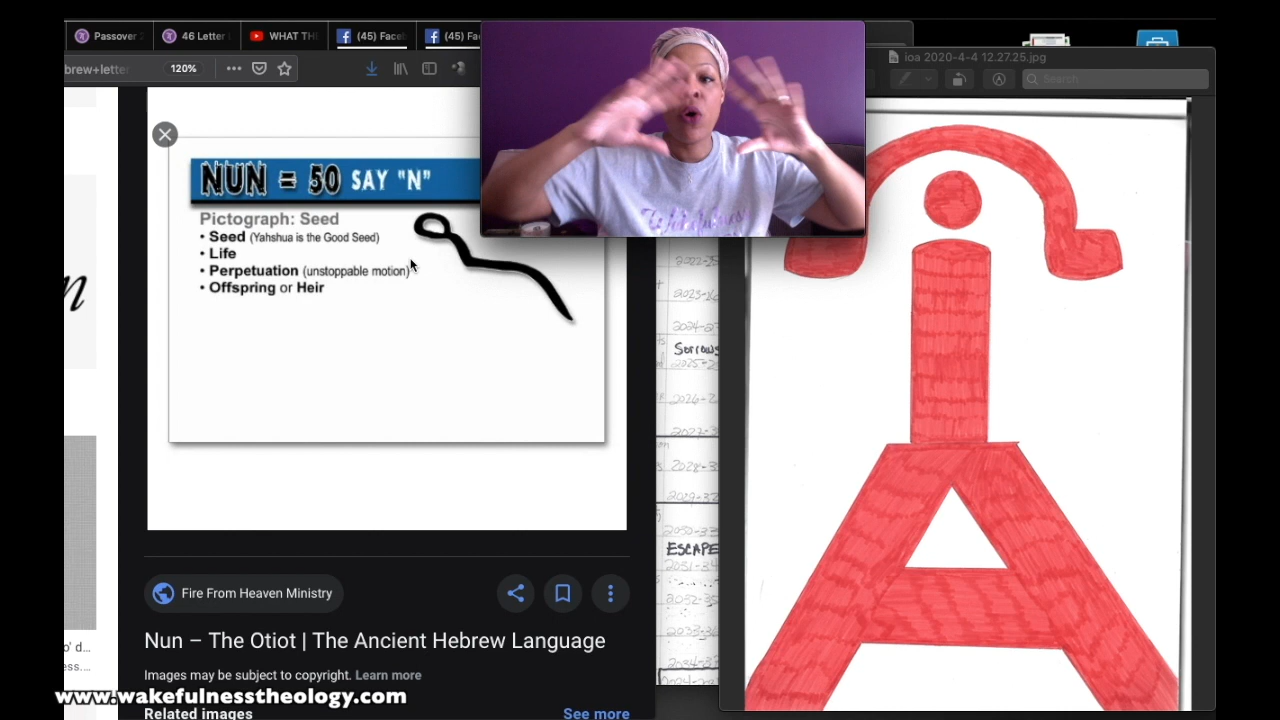 Passover
46 Letter
WHAT THI
(45) Faceb
(45) Fa
ioa 2020-4-4 12.27.25.jpg
brew+letter
120%
Search
NUN = 50 SAY "N"
Pictograph: Seed
• Seed (Yahshua is the Good Seed)
• Life
• Perpetuation (unstoppable motion)
• Offspring or Heir
n
Sorrows
ESCAPE
Fire From Heaven Ministry
Nun – The Otiot | The Ancient Hebrew Language
Images may be subject to copyright. Learn more
Related images
See more
www.wakefulnesstheology.com